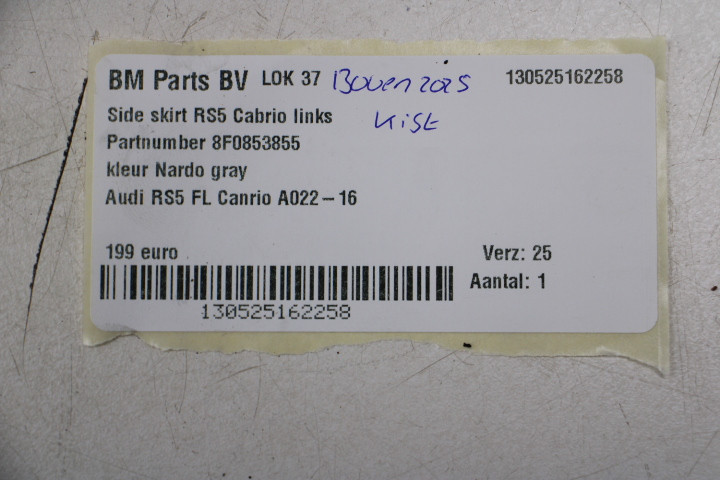 BM Parts BV LOK 37 Boven 2025 130525162258
Side skirt RS5 Cabrio links Kist
Partnumber 8F0853855
kleur Nardo gray
Audi RS5 FL Canrio A022-16
199 euro Verz: 25
Aantal: 1
130525162258